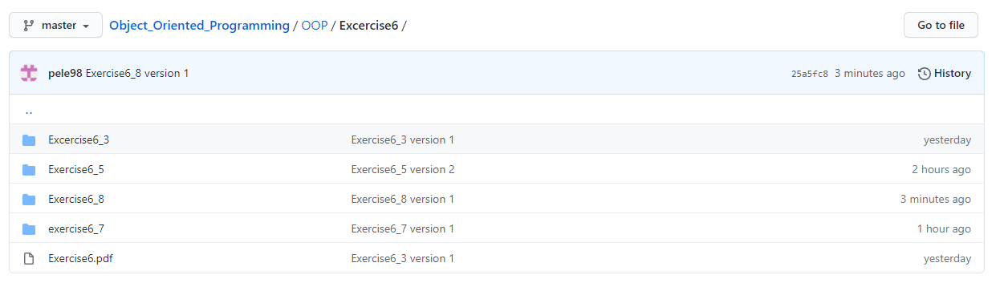 master Object_Oriented_Programming / OOP / Excercise6 / Go to file
pele98 Exercise6_8 version 1 25a5fc8 3 minutes ago History
..
Excercise6_3 Exercise6_3 version 1 yesterday
Exercise6_5 Exercise6_5 version 2 2 hours ago
Exercise6_8 Exercise6_8 version 1 3 minutes ago
exercise6_7 Exercise6_7 version 1 1 hour ago
Exercise6.pdf Exercise6_3 version 1 yesterday